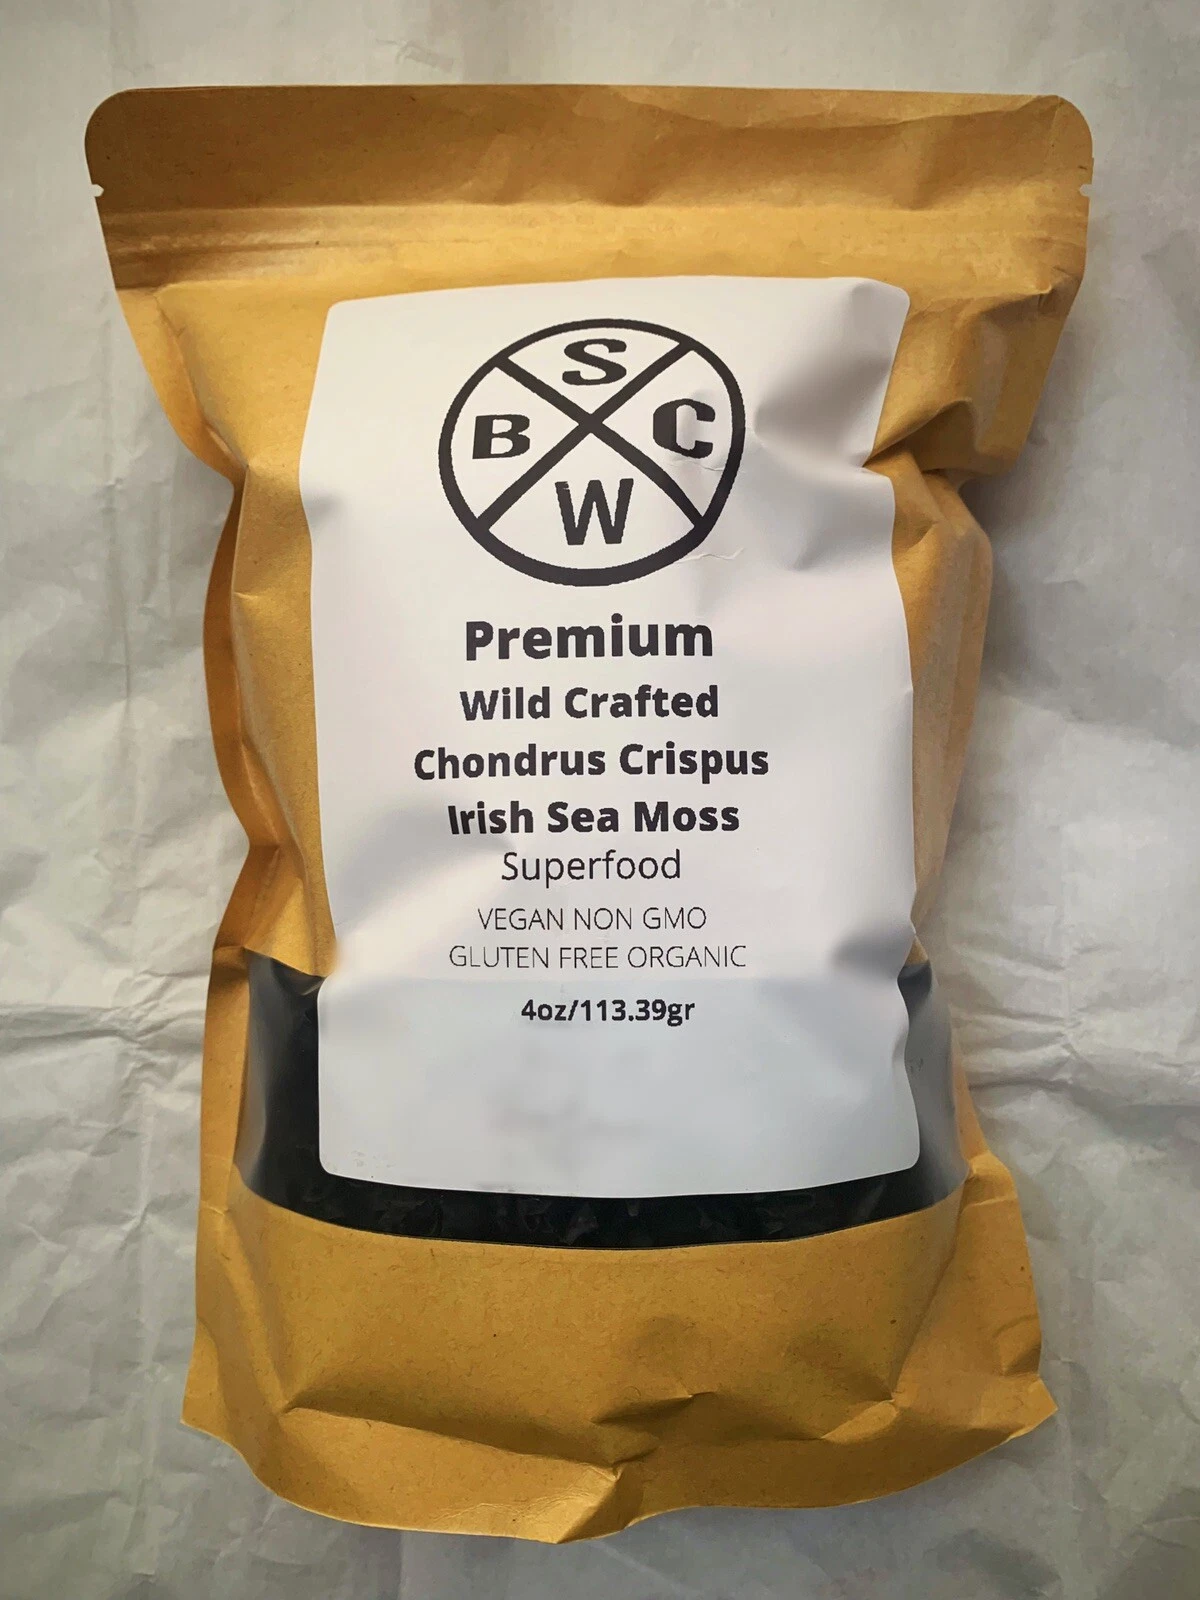 S
B C
W
Premium
Wild Crafted
Chondrus Crispus
Irish Sea Moss
Superfood
VEGAN NON GMO
GLUTEN FREE ORGANIC
4oz/113.39gr